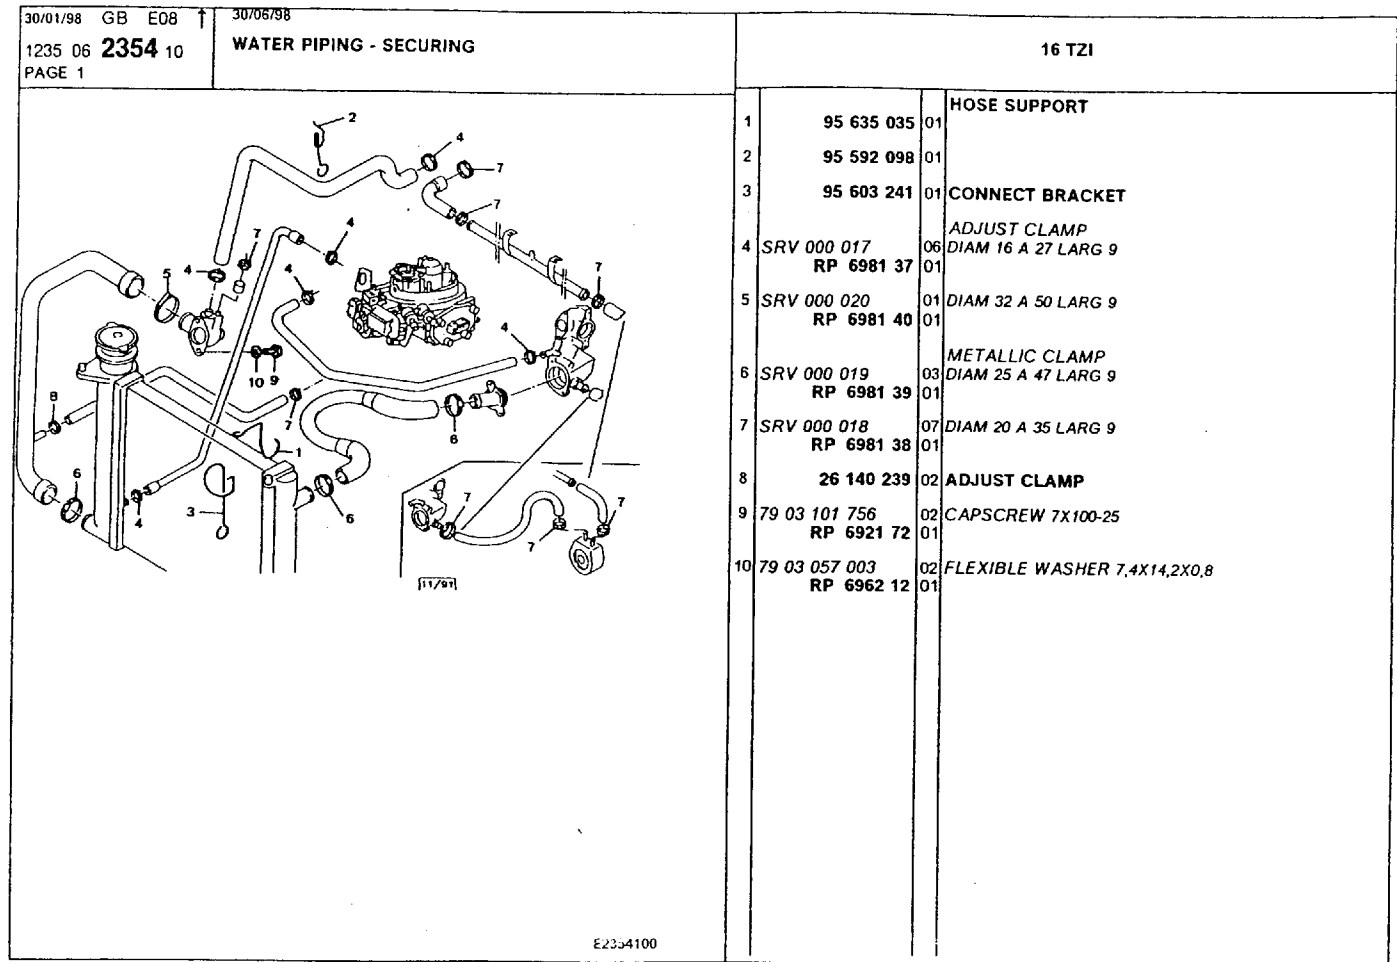 30/01/98 GB E08 ↑
1235 06 2354 10
PAGE 1
30/06/98
WATER PIPING - SECURING
16 TZI
2
4
7
7
4
7
4
5
4
7
4
10 9
8
7
6
1
6
4
3
6
7
7
7
11/91
E2354100
HOSE SUPPORT
1 95 635 035 01
2 95 592 098 01
3 95 603 241 01 CONNECT BRACKET
ADJUST CLAMP
4 SRV 000 017 06 DIAM 16 A 27 LARG 9
RP 6981 37 01
5 SRV 000 020 01 DIAM 32 A 50 LARG 9
RP 6981 40 01
METALLIC CLAMP
6 SRV 000 019 03 DIAM 25 A 47 LARG 9
RP 6981 39 01
7 SRV 000 018 07 DIAM 20 A 35 LARG 9
RP 6981 38 01
8 26 140 239 02 ADJUST CLAMP
9 79 03 101 756 02 CAPSCREW 7X100-25
RP 6921 72 01
10 79 03 057 003 02 FLEXIBLE WASHER 7,4X14,2X0,8
RP 6962 12 01